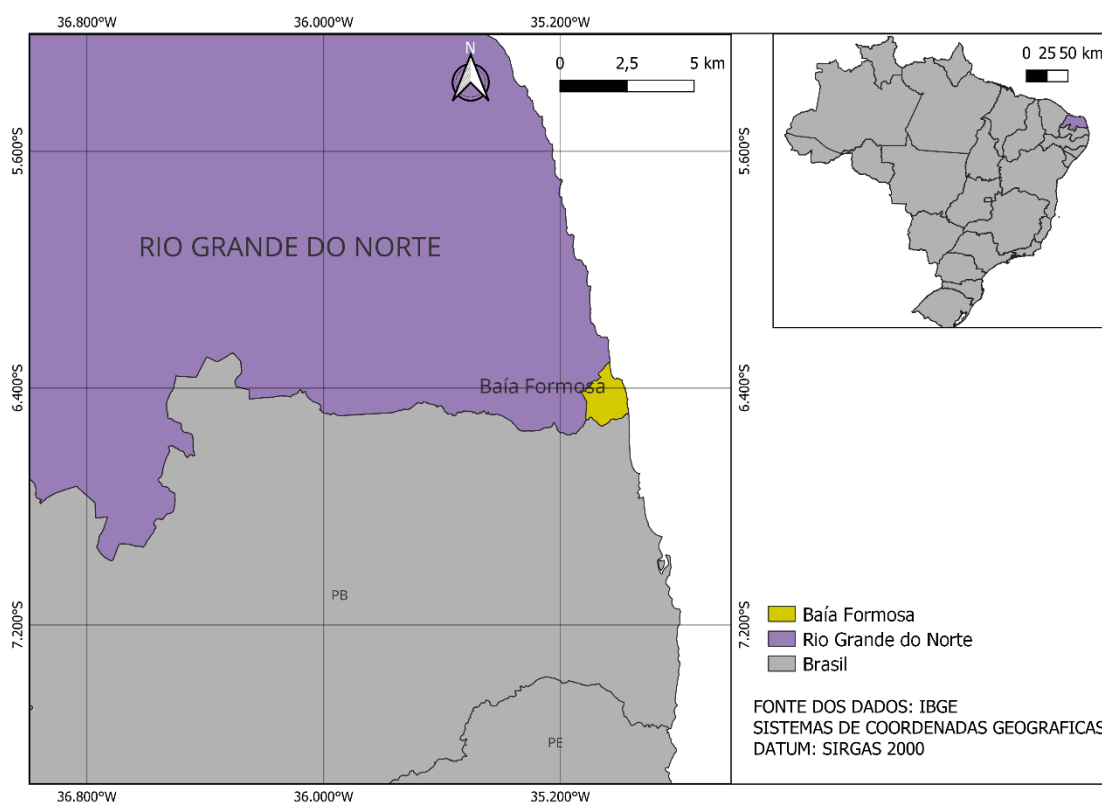 36.800°W
36.000°W
35.200°W
N
0 2,5 5 km
0 25 50 km
5.600°S
5.600°S
RIO GRANDE DO NORTE
6.400°S
Baía Formosa
6.400°S
PB
7.200°S
7.200°S
Baía Formosa
Rio Grande do Norte
Brasil
FONTE DOS DADOS: IBGE
SISTEMAS DE COORDENADAS GEOGRAFICAS
DATUM: SIRGAS 2000
PE
36.800°W
36.000°W
35.200°W